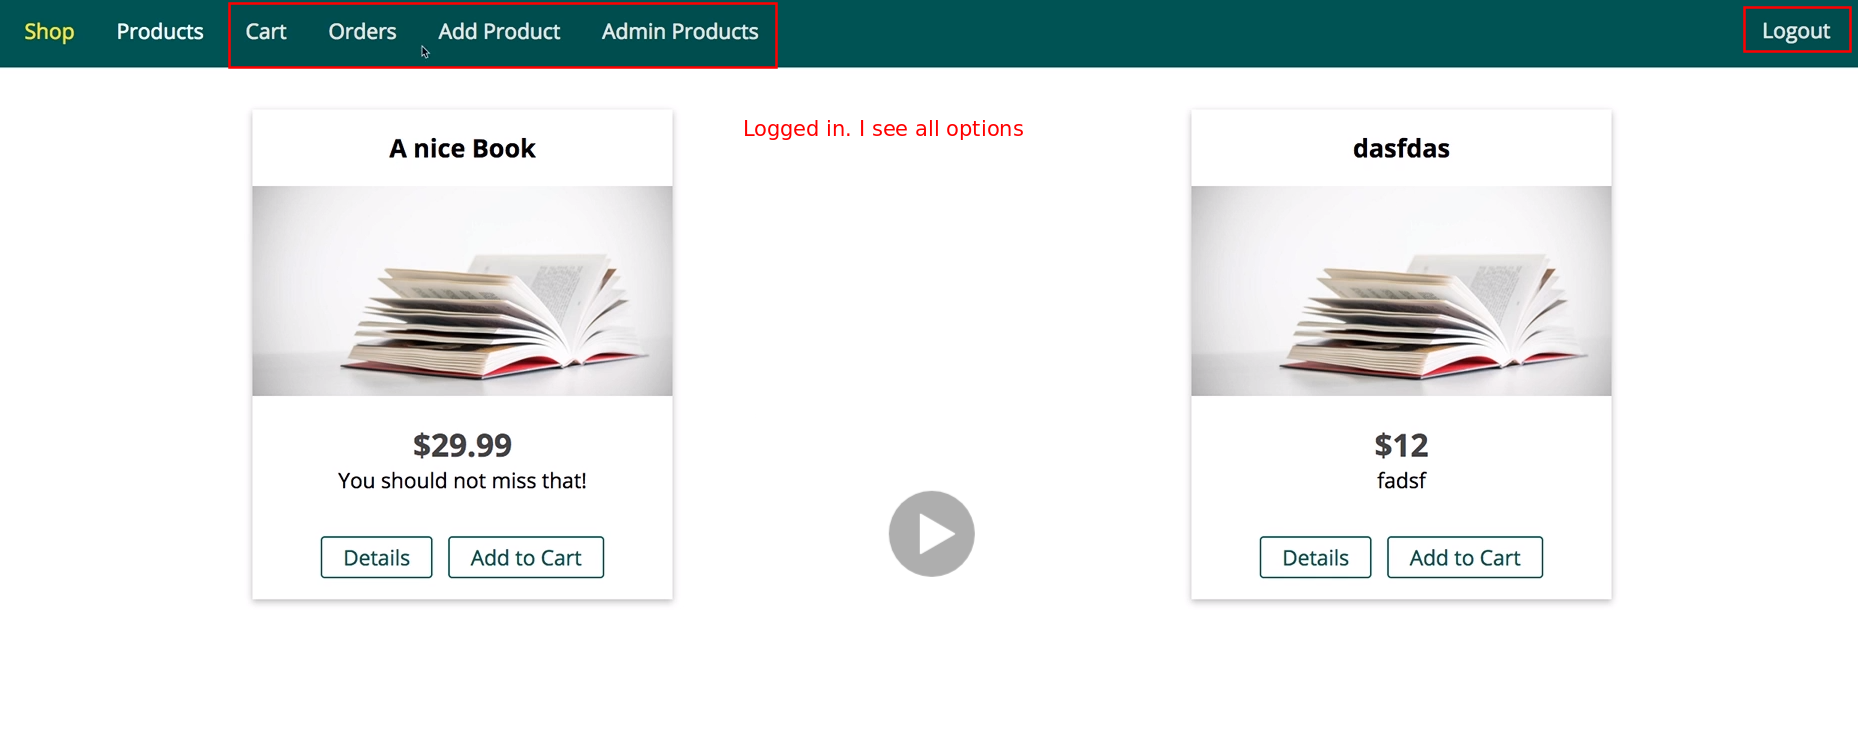 Shop Products Cart Orders Add Product Admin Products Logout
Logged in. I see all options
A nice Book
$29.99
You should not miss that!
Details Add to Cart
dasfdas
$12
fadsf
Details Add to Cart